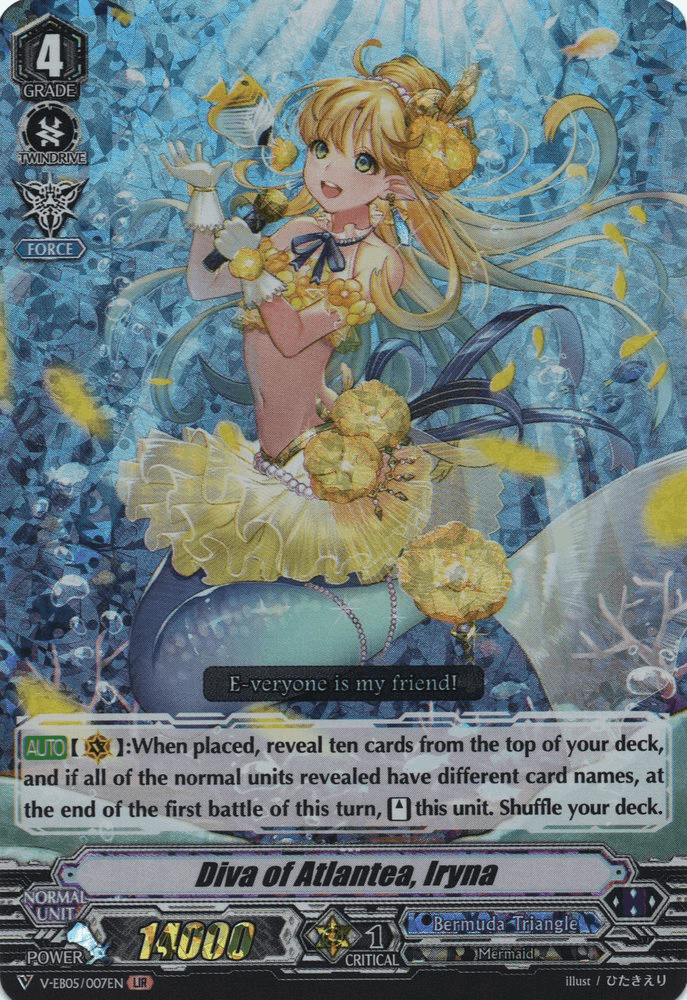 4
GRADE
TWINDRIVE
FORCE
E-veryone is my friend!
AUTO【 】:When placed, reveal ten cards from the top of your deck,
and if all of the normal units revealed have different card names, at
the end of the first battle of this turn, this unit. Shuffle your deck.
Diva of Atlantea, Iryna
NORMAL
UNIT
POWER
14000
1
CRITICAL
Bermuda Triangle
Mermaid
V-EB05/007EN LIR
illust / ひたきえり